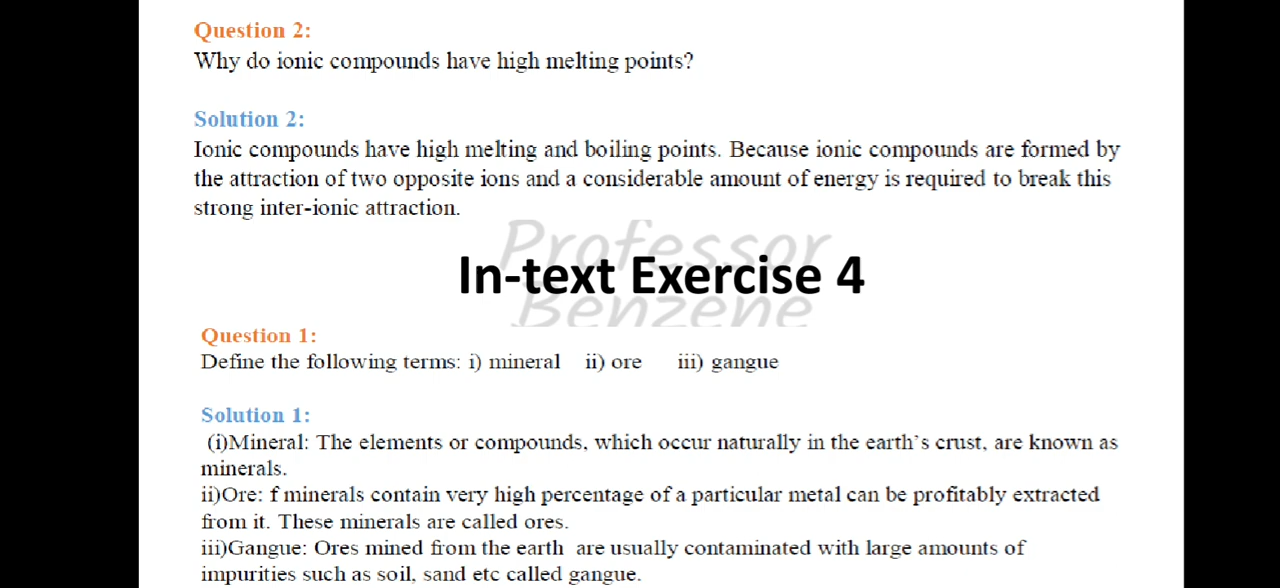 Question 2:
Why do ionic compounds have high melting points?
Solution 2:
Ionic compounds have high melting and boiling points. Because ionic compounds are formed by
the attraction of two opposite ions and a considerable amount of energy is required to break this
strong inter-ionic attraction.
Professor
In-text Exercise 4
Benzene
Question 1:
Define the following terms: i) mineral ii) ore iii) gangue
Solution 1:
(i)Mineral: The elements or compounds, which occur naturally in the earth's crust, are known as
minerals.
ii)Ore: f minerals contain very high percentage of a particular metal can be profitably extracted
from it. These minerals are called ores.
iii)Gangue: Ores mined from the earth are usually contaminated with large amounts of
impurities such as soil, sand etc called gangue.